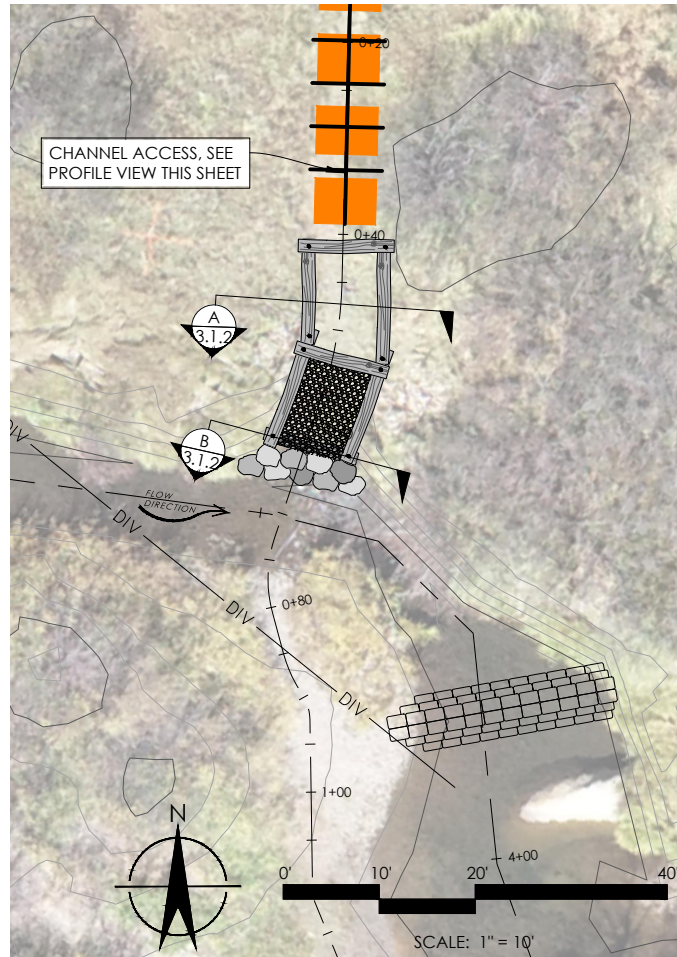 0+20
CHANNEL ACCESS, SEE
PROFILE VIEW THIS SHEET
0+40
A
3.1.2
B
3.1.2
DIV
FLOW
DIRECTION
DIV
DIV
0+80
DIV
1+00
N
4+00
0' 10' 20' 40'
SCALE: 1" = 10'